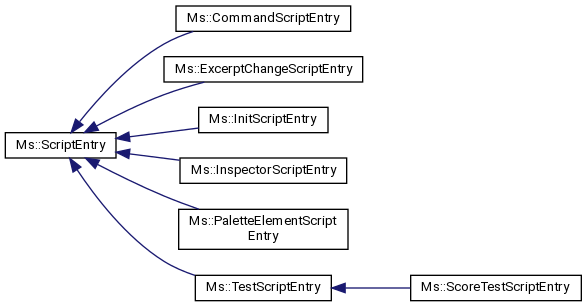 Ms::CommandScriptEntry
Ms::ExcerptChangeScriptEntry
Ms::InitScriptEntry
Ms::ScriptEntry
Ms::InspectorScriptEntry
Ms::PaletteElementScript
Entry
Ms::TestScriptEntry
Ms::ScoreTestScriptEntry